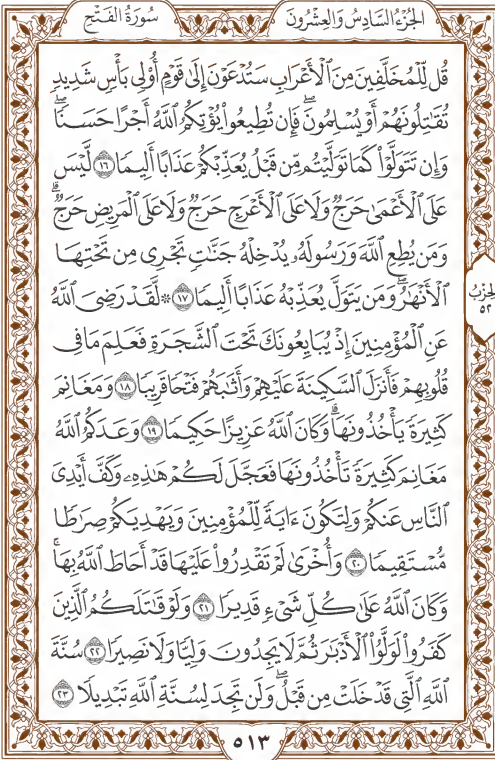 الجُزْءُ السَّادِسُ وَالعِشْرُونَ
سُورَةُ الفَتْحِ
قُل لِّلْمُخَلَّفِينَ مِنَ ٱلْأَعْرَابِ سَتُدْعَوْنَ إِلَىٰ قَوْمٍ أُوْلِى بَأْسٍ شَدِيدٍ
تُقَٰتِلُونَهُمْ أَوْ يُسْلِمُونَۖ فَإِن تُطِيعُواْ يُؤْتِكُمُ ٱللَّهُ أَجْرًا حَسَنًاۖ
وَإِن تَتَوَلَّوْاْ كَمَا تَوَلَّيْتُم مِّن قَبْلُ يُعَذِّبْكُمْ عَذَابًا أَلِيمًا ١٦ لَّيْسَ
عَلَى ٱلْأَعْمَىٰ حَرَجٌ وَلَا عَلَى ٱلْأَعْرَجِ حَرَجٌ وَلَا عَلَى ٱلْمَرِيضِ حَرَجٌۗ
وَمَن يُطِعِ ٱللَّهَ وَرَسُولَهُۥ يُدْخِلْهُ جَنَّٰتٍ تَجْرِى مِن تَحْتِهَا
ٱلْأَنْهَٰرُۖ وَمَن يَتَوَلَّ يُعَذِّبْهُ عَذَابًا أَلِيمًا ١٧ ۞ لَّقَدْ رَضِىَ ٱللَّهُ
الحِزْبُ
٥٢
عَنِ ٱلْمُؤْمِنِينَ إِذْ يُبَايِعُونَكَ تَحْتَ ٱلشَّجَرَةِ فَعَلِمَ مَا فِى
قُلُوبِهِمْ فَأَنزَلَ ٱلسَّكِينَةَ عَلَيْهِمْ وَأَثَٰبَهُمْ فَتْحًا قَرِيبًا ١٨ وَمَغَانِمَ
كَثِيرَةً يَأْخُذُونَهَاۗ وَكَانَ ٱللَّهُ عَزِيزًا حَكِيمًا ١٩ وَعَدَكُمُ ٱللَّهُ
مَغَانِمَ كَثِيرَةً تَأْخُذُونَهَا فَعَجَّلَ لَكُمْ هَٰذِهِۦ وَكَفَّ أَيْدِىَ
ٱلنَّاسِ عَنكُمْ وَلِتَكُونَ ءَايَةً لِّلْمُؤْمِنِينَ وَيَهْدِيَكُمْ صِرَٰطًا
مُّسْتَقِيمًا ٢٠ وَأُخْرَىٰ لَمْ تَقْدِرُواْ عَلَيْهَا قَدْ أَحَاطَ ٱللَّهُ بِهَاۚ
وَكَانَ ٱللَّهُ عَلَىٰ كُلِّ شَىْءٍ قَدِيرًا ٢١ وَلَوْ قَٰتَلَكُمُ ٱلَّذِينَ
كَفَرُواْ لَوَلَّوُاْ ٱلْأَدْبَٰرَ ثُمَّ لَا يَجِدُونَ وَلِيًّا وَلَا نَصِيرًا ٢٢ سُنَّةَ
ٱللَّهِ ٱلَّتِى قَدْ خَلَتْ مِن قَبْلُۖ وَلَن تَجِدَ لِسُنَّةِ ٱللَّهِ تَبْدِيلًا ٢٣
٥١٣